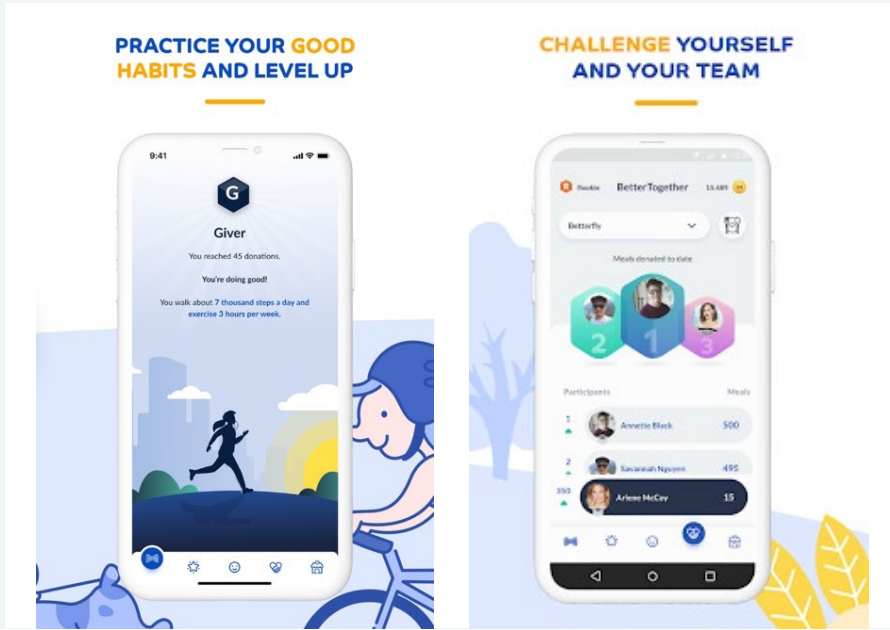 PRACTICE YOUR GOOD
HABITS AND LEVEL UP
9:41
G
Giver
You reached 45 donations.
You're doing good!
You walk about 7 thousand steps a day and
exercise 3 hours per week.
CHALLENGE YOURSELF
AND YOUR TEAM
Rookie BetterTogether 13.489
Betterfly
Meals donated to date
2 1 3
Participants Meals
1 Annette Black 500
2 Savannah Nguyen 495
350 Arlene McCoy 15